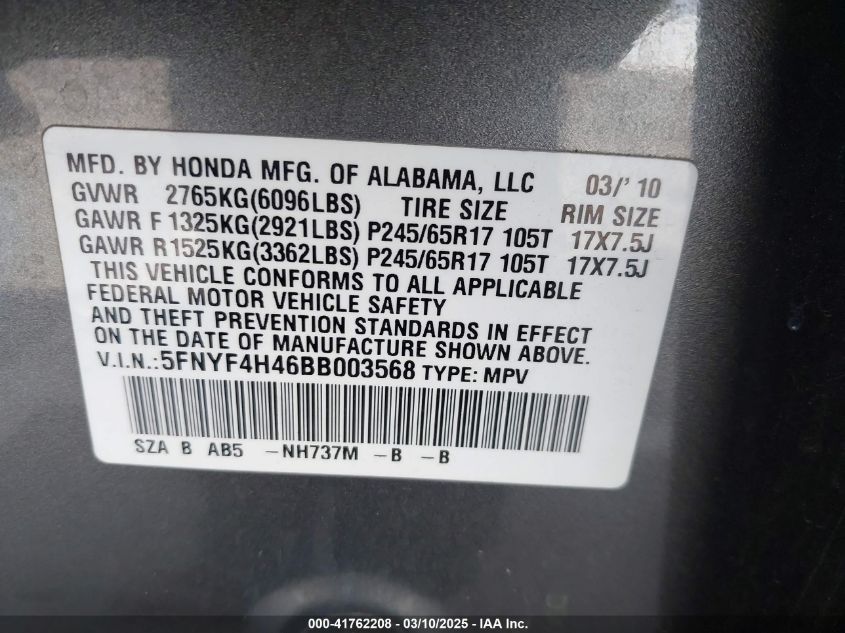 MFD. BY HONDA MFG. OF ALABAMA, LLC 03/'10
GVWR 2765KG(6096LBS) TIRE SIZE RIM SIZE
GAWR F 1325KG(2921LBS) P245/65R17 105T 17X7.5J
GAWR R1525KG(3362LBS) P245/65R17 105T 17X7.5J
THIS VEHICLE CONFORMS TO ALL APPLICABLE
FEDERAL MOTOR VEHICLE SAFETY
AND THEFT PREVENTION STANDARDS IN EFFECT
ON THE DATE OF MANUFACTURE SHOWN ABOVE.
V.I.N.:5FNYF4H46BB003568 TYPE: MPV
SZA B AB5 -NH737M -B -B
000-41762208 - 03/10/2025 - IAA Inc.